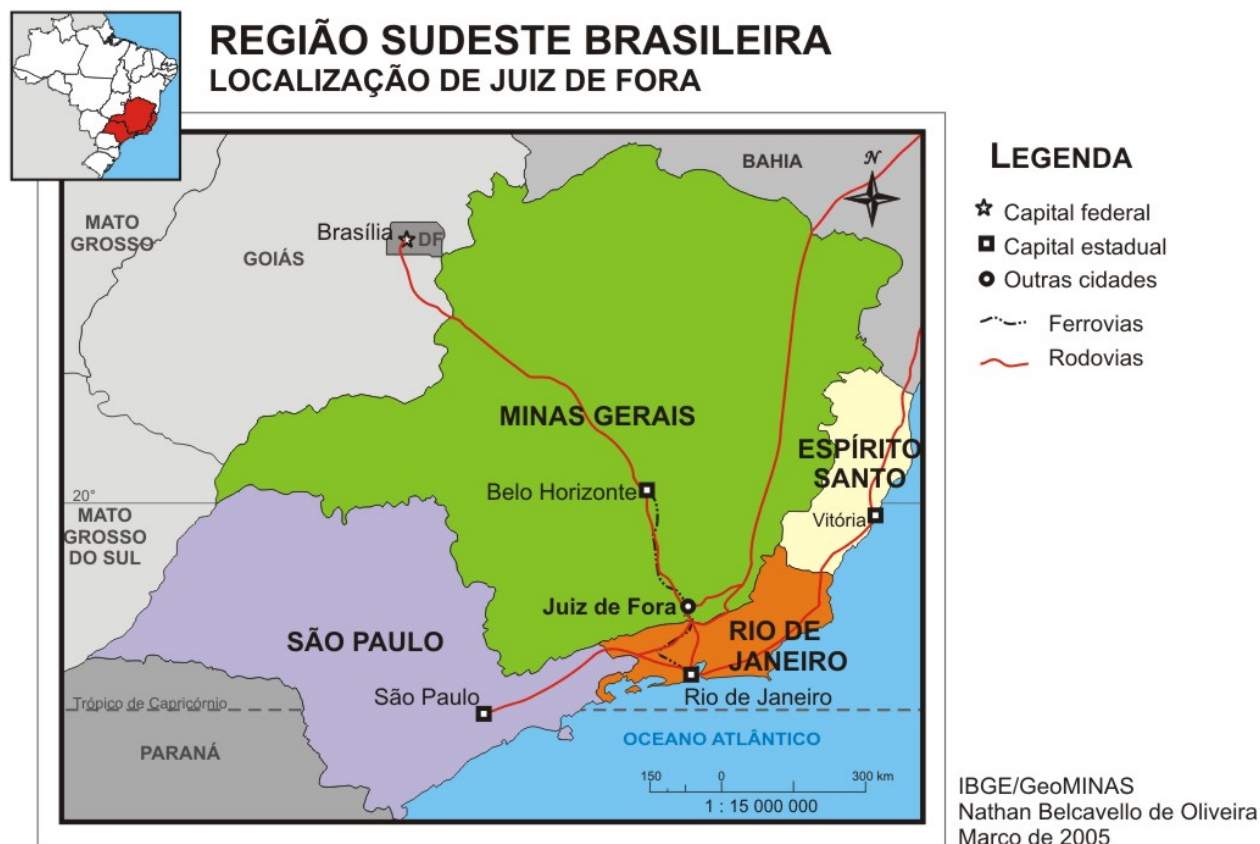 REGIÃO SUDESTE BRASILEIRA
LOCALIZAÇÃO DE JUIZ DE FORA
BAHIA
N
MATO
GROSSO
Brasília
DF
GOIÁS
MINAS GERAIS
ESPÍRITO
SANTO
Belo Horizonte
20°
MATO
GROSSO
DO SUL
Vitória
Juiz de Fora
SÃO PAULO
RIO DE
JANEIRO
São Paulo
Rio de Janeiro
Trópico de Capricórnio
PARANÁ
OCEANO ATLÂNTICO
150 0 300 km
1 : 15 000 000
LEGENDA
Capital federal
Capital estadual
Outras cidades
Ferrovias
Rodovias
IBGE/GeoMINAS
Nathan Belcavello de Oliveira
Março de 2005